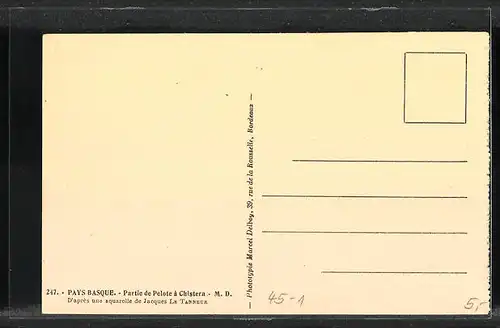 247. - PAYS BASQUE. - Partie de Pelote à Chistera - M. D.
D'après une aquarelle de Jacques LE TANNEUR
— Phototypie Marcel Delboy, 39, rue de la Rousselle, Bordeaux —
45-1
5,-